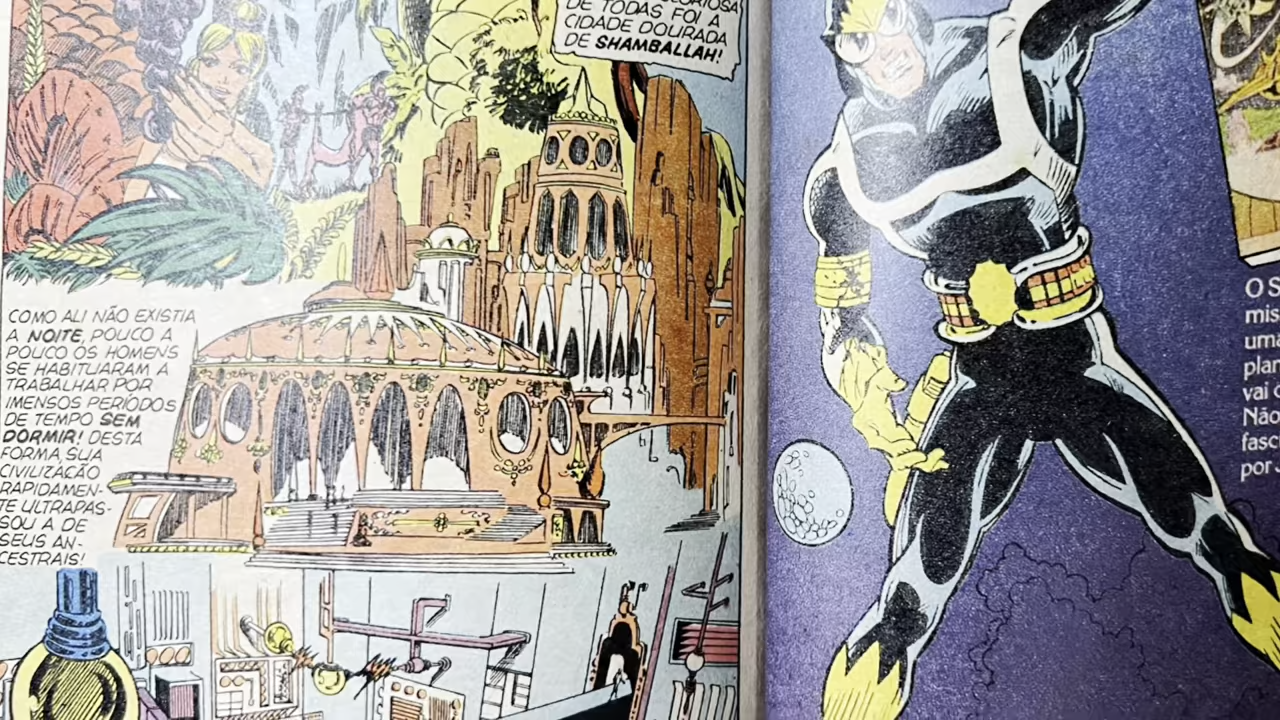 DE TODAS FOI A
CIDADE DOURADA
DE SHAMBALLAH!
COMO ALI NÃO EXISTIA
A NOITE, POUCO A
POUCO OS HOMENS
SE HABITUARAM A
TRABALHAR POR
IMENSOS PERÍODOS
DE TEMPO SEM
DORMIR! DESTA
FORMA, SUA
CIVILIZAÇÃO
RAPIDAMEN-
TE ULTRAPAS-
SOU A DE
SEUS AN-
CESTRAIS!
O S
mis
uma
plan
vai
Não
fasc
por